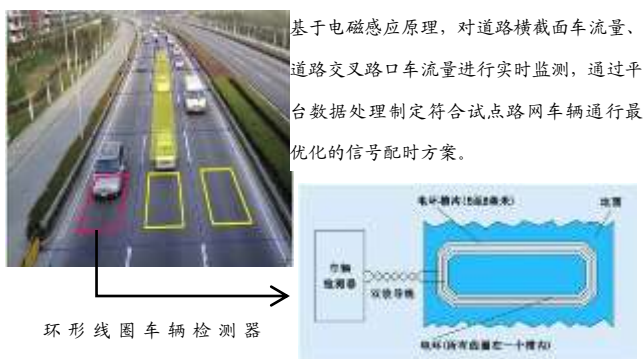 基于电磁感应原理，对道路横截面车流量、
道路交叉路口车流量进行实时监测，通过平
台数据处理制定符合试点路网车辆通行最
优化的信号配时方案。
车辆
检测器
双绞导线
地面
环形线圈车辆检测器